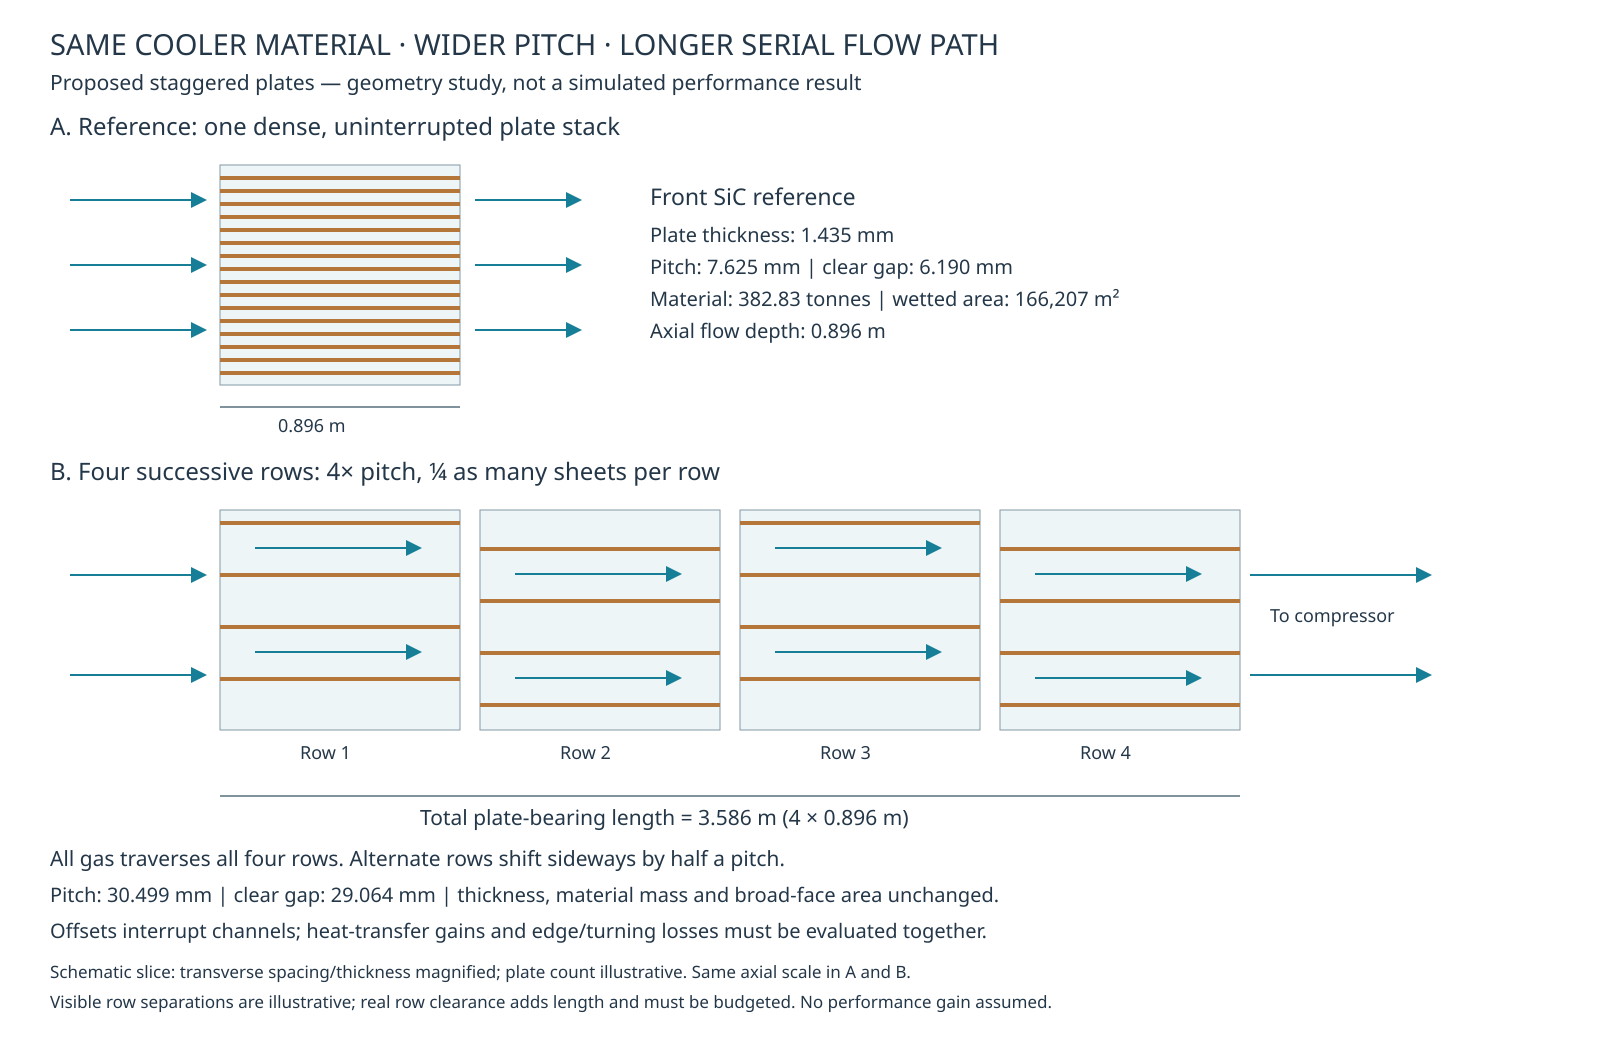 SAME COOLER MATERIAL · WIDER PITCH · LONGER SERIAL FLOW PATH
Proposed staggered plates — geometry study, not a simulated performance result
A. Reference: one dense, uninterrupted plate stack
Front SiC reference
Plate thickness: 1.435 mm
Pitch: 7.625 mm | clear gap: 6.190 mm
Material: 382.83 tonnes | wetted area: 166,207 m²
Axial flow depth: 0.896 m
0.896 m
B. Four successive rows: 4× pitch, ¼ as many sheets per row
To compressor
Row 1
Row 2
Row 3
Row 4
Total plate-bearing length = 3.586 m (4 × 0.896 m)
All gas traverses all four rows. Alternate rows shift sideways by half a pitch.
Pitch: 30.499 mm | clear gap: 29.064 mm | thickness, material mass and broad-face area unchanged.
Offsets interrupt channels; heat-transfer gains and edge/turning losses must be evaluated together.
Schematic slice: transverse spacing/thickness magnified; plate count illustrative. Same axial scale in A and B.
Visible row separations are illustrative; real row clearance adds length and must be budgeted. No performance gain assumed.